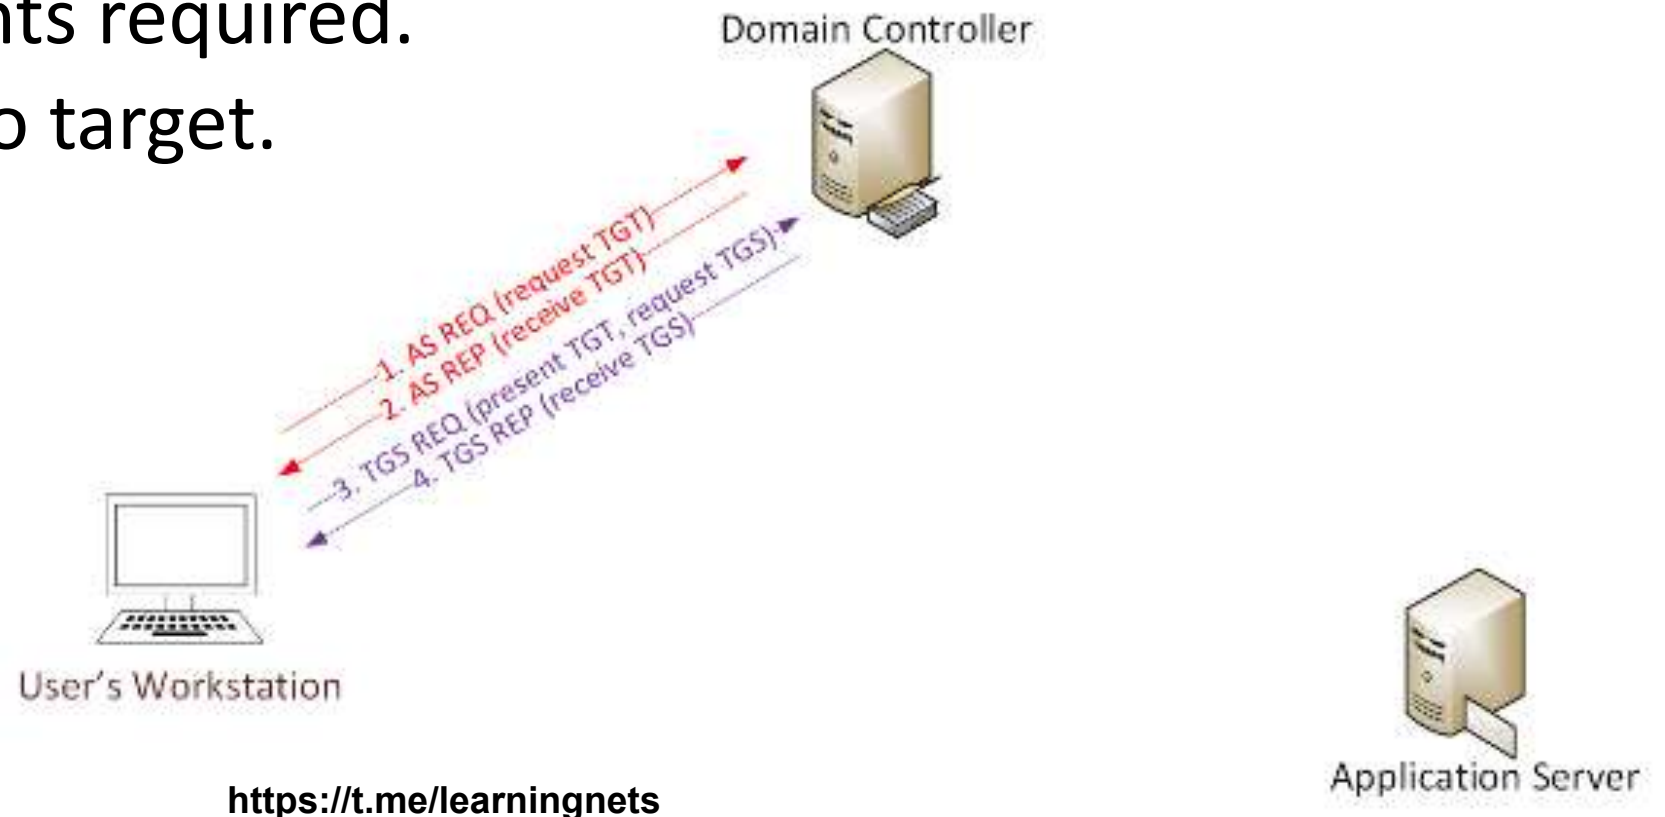 nts required.
o target.
Domain Controller
1. AS REQ (request TGT)
2. AS REP (receive TGT)
3. TGS REQ (present TGT, request TGS)
4. TGS REP (receive TGS)
User's Workstation
Application Server
https://t.me/learningnets